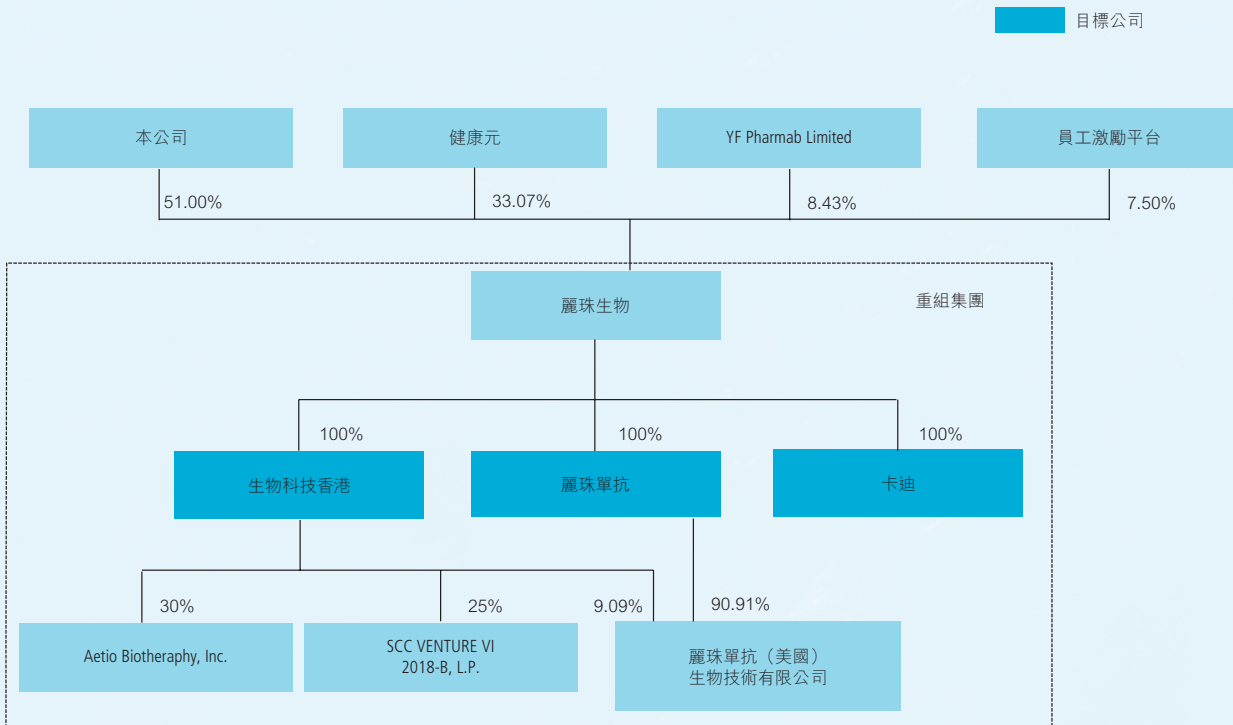 目標公司
本公司
健康元
YF Pharmab Limited
員工激勵平台
51.00%
33.07%
8.43%
7.50%
麗珠生物
重組集團
100%
100%
100%
生物科技香港
麗珠單抗
卡迪
30%
25%
9.09%
90.91%
Aetio Biotheraphy, Inc.
SCC VENTURE VI
2018-B, L.P.
麗珠單抗（美國）
生物技術有限公司